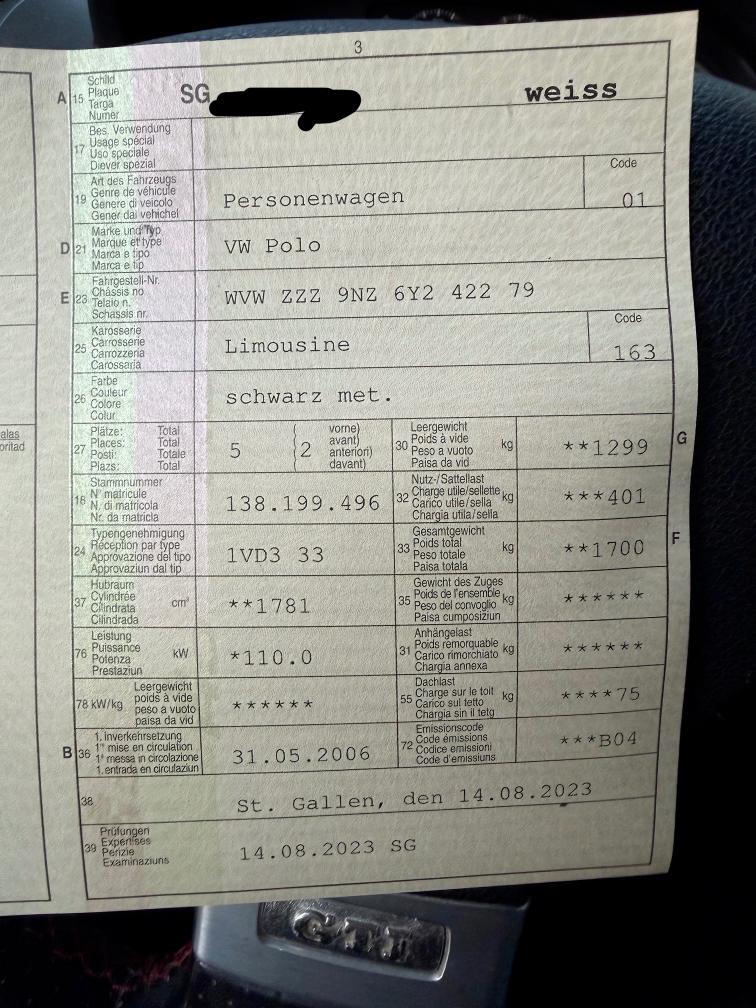 3
A 15 Schild
Plaque
Targa
Numer
SG
weiss
17 Bes. Verwendung
Usage spécial
Uso speciale
Diever spezial
19 Art des Fahrzeugs
Genre de véhicule
Genere di veicolo
Gener dal vehichel
Personenwagen
Code
01
D 21 Marke und Typ
Marque et type
Marca e tipo
Marca e tip
VW Polo
E 23 Fahrgestell-Nr.
Châssis no
Telaio n.
Schassis nr.
WVW ZZZ 9NZ 6Y2 422 79
25 Karosserie
Carrosserie
Carrozzeria
Carossaria
Limousine
Code
163
26 Farbe
Couleur
Colore
Colur
schwarz met.
27 Plätze: Total
Places: Total
Posti: Totale
Plazs: Total
5 ( 2 vorne)
avant)
anteriori)
davant)
30 Leergewicht
Poids à vide
Peso a vuoto
Paisa da vid
kg
**1299
G
18 Stammnummer
N° matricule
N. di matricola
Nr. da matricla
138.199.496
32 Nutz-/Sattellast
Charge utile/sellette
Carico utile/sella
Chargia utila/sella
kg
***401
24 Typengenehmigung
Réception par type
Approvazione del tipo
Approvaziun dal tip
1VD3 33
33 Gesamtgewicht
Poids total
Peso totale
Paisa totala
kg
**1700
F
37 Hubraum
Cylindrée
Cilindrata
Cilindrada
cm³
**1781
35 Gewicht des Zuges
Poids de l'ensemble
Peso del convoglio
Paisa cumposiziun
kg
******
76 Leistung
Puissance
Potenza
Prestaziun
kW
*110.0
31 Anhängelast
Poids remorquable
Carico rimorchiato
Chargia annexa
kg
******
78 kW/kg Leergewicht
poids à vide
peso a vuoto
paisa da vid
******
55 Dachlast
Charge sur le toit
Carico sul tetto
Chargia sin il tetg
kg
****75
B 36 1. Inverkehrsetzung
1re mise en circulation
1a messa in circolazione
1. entrada en circulaziun
31.05.2006
72 Emissionscode
Code émissions
Codice emissioni
Code d'emissiuns
***B04
38 St. Gallen, den 14.08.2023
39 Prüfungen
Expertises
Perizie
Examinaziuns
14.08.2023 SG
GTI